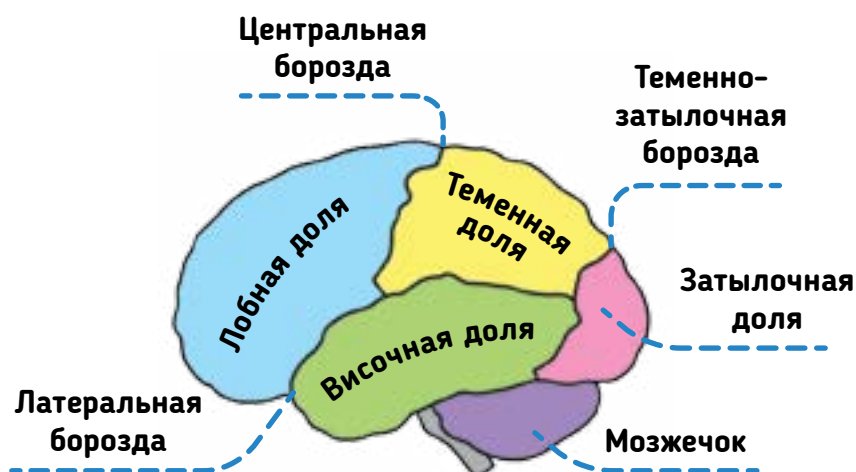 Центральная
борозда
Теменно-
затылочная
борозда
Теменная
доля
Лобная доля
Затылочная
доля
Височная доля
Латеральная
борозда
Мозжечок